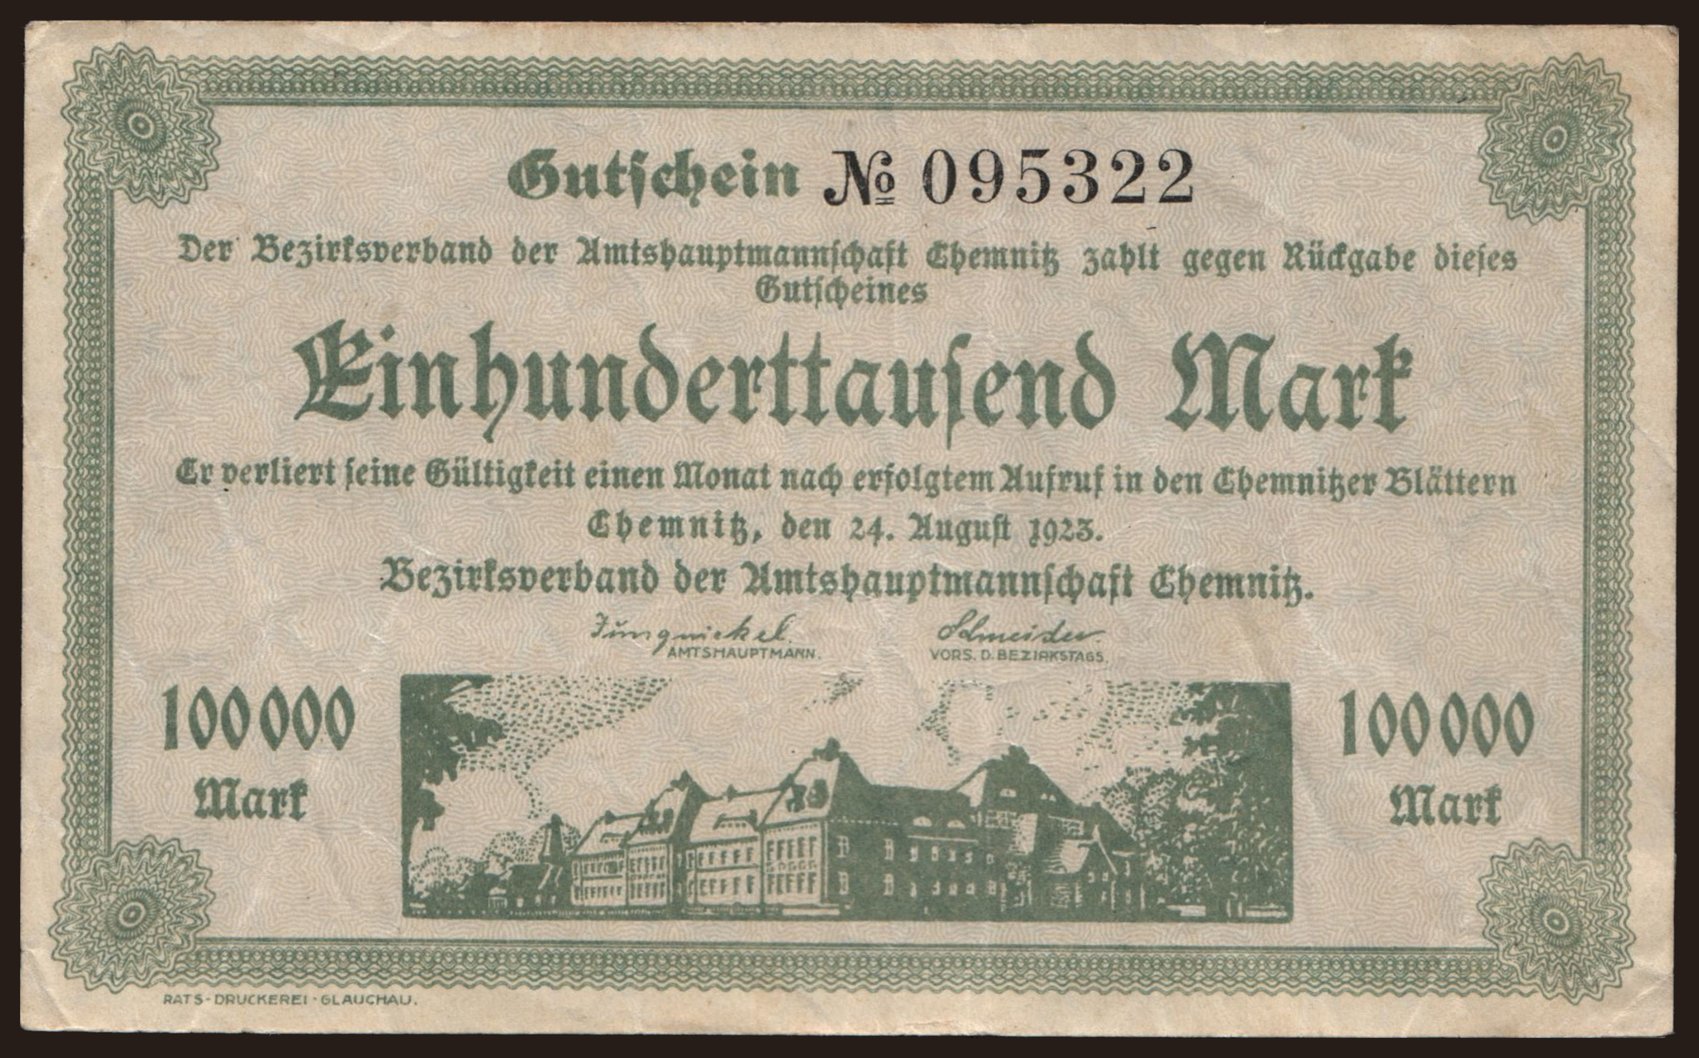 Gutschein № 095322
Der Bezirksverband der Amtshauptmannschaft Chemnitz zahlt gegen Rückgabe dieses
Gutscheines
Einhunderttausend Mark
Er verliert seine Gültigkeit einen Monat nach erfolgtem Aufruf in den Chemnitzer Blättern
Chemnitz, den 24. August 1923.
Bezirksverband der Amtshauptmannschaft Chemnitz.
Jungnickel. Schneider.
AMTSHAUPTMANN. VORS. D. BEZIRKSTAGS.
100000 100000
Mark Mark
RATS-DRUCKEREI·GLAUCHAU.